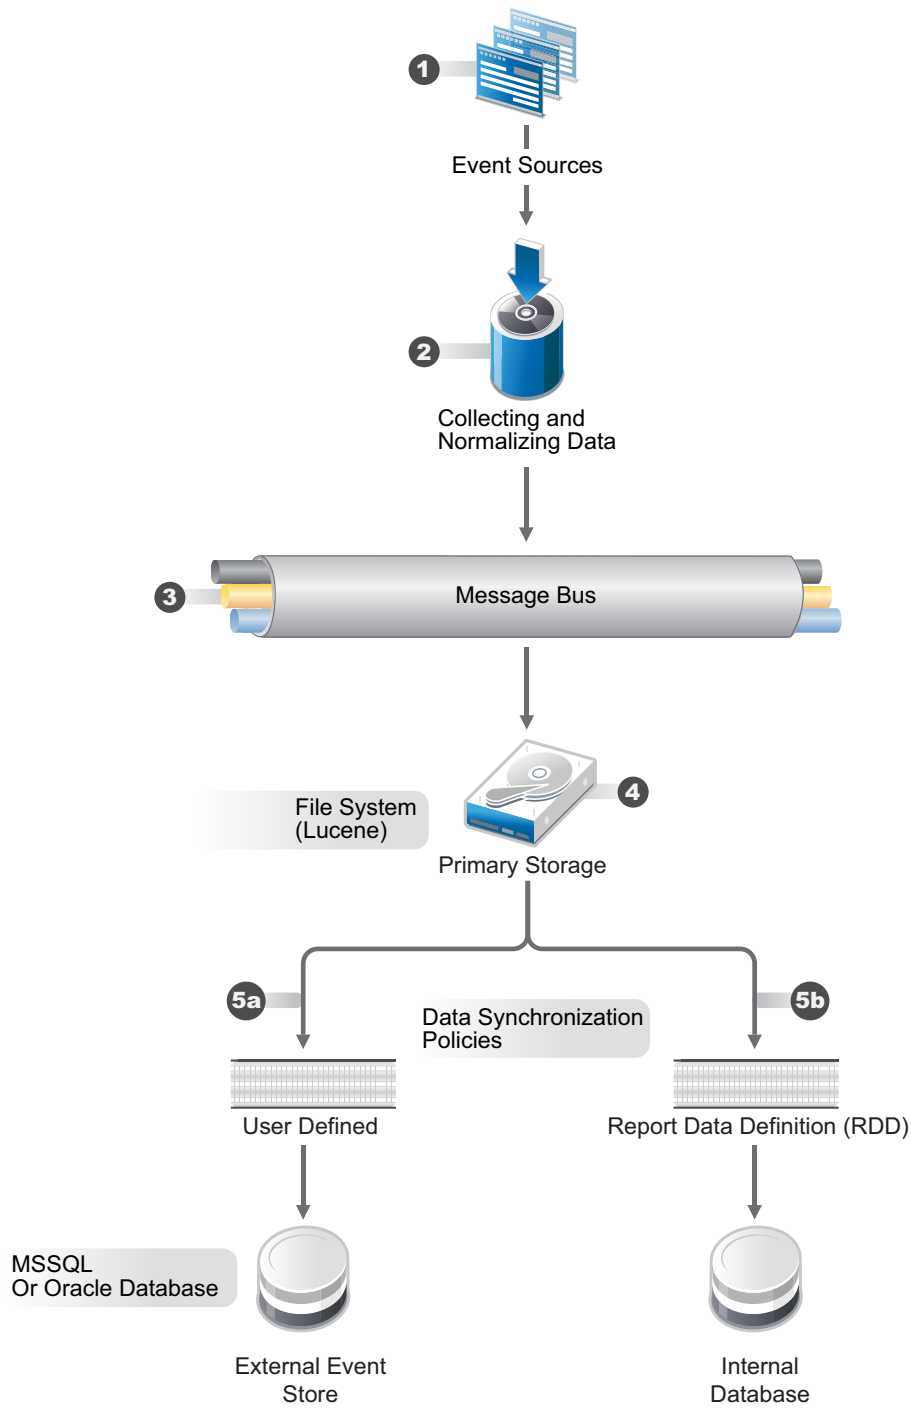 1
Event Sources
2
Collecting and
Normalizing Data
3
Message Bus
4
File System
(Lucene)
Primary Storage
5a
5b
Data Synchronization
Policies
User Defined
Report Data Definition (RDD)
MSSQL
Or Oracle Database
External Event
Store
Internal
Database